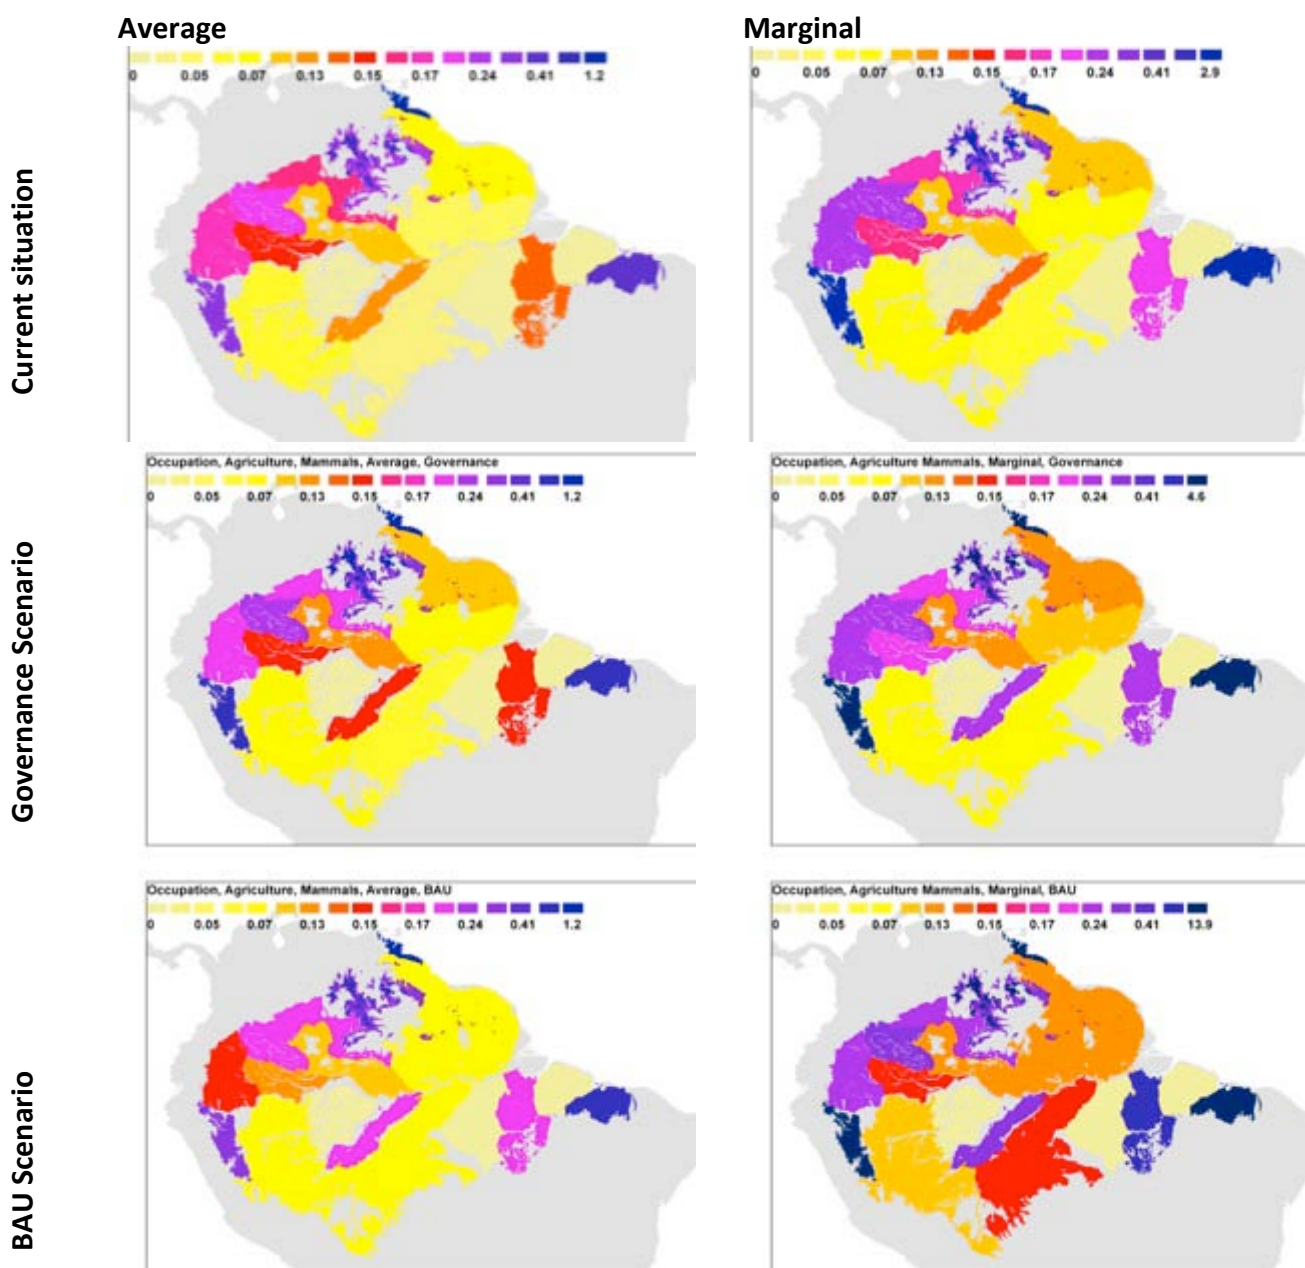 Average
Marginal
Current situation
0 0.05 0.07 0.13 0.15 0.17 0.24 0.41 1.2
0 0.05 0.07 0.13 0.15 0.17 0.24 0.41 2.9
Governance Scenario
Occupation, Agriculture, Mammals, Average, Governance
0 0.05 0.07 0.13 0.15 0.17 0.24 0.41 1.2
Occupation, Agriculture Mammals, Marginal, Governance
0 0.05 0.07 0.13 0.15 0.17 0.24 0.41 4.6
BAU Scenario
Occupation, Agriculture, Mammals, Average, BAU
0 0.05 0.07 0.13 0.15 0.17 0.24 0.41 1.2
Occupation, Agriculture Mammals, Marginal, BAU
0 0.05 0.07 0.13 0.15 0.17 0.24 0.41 13.9